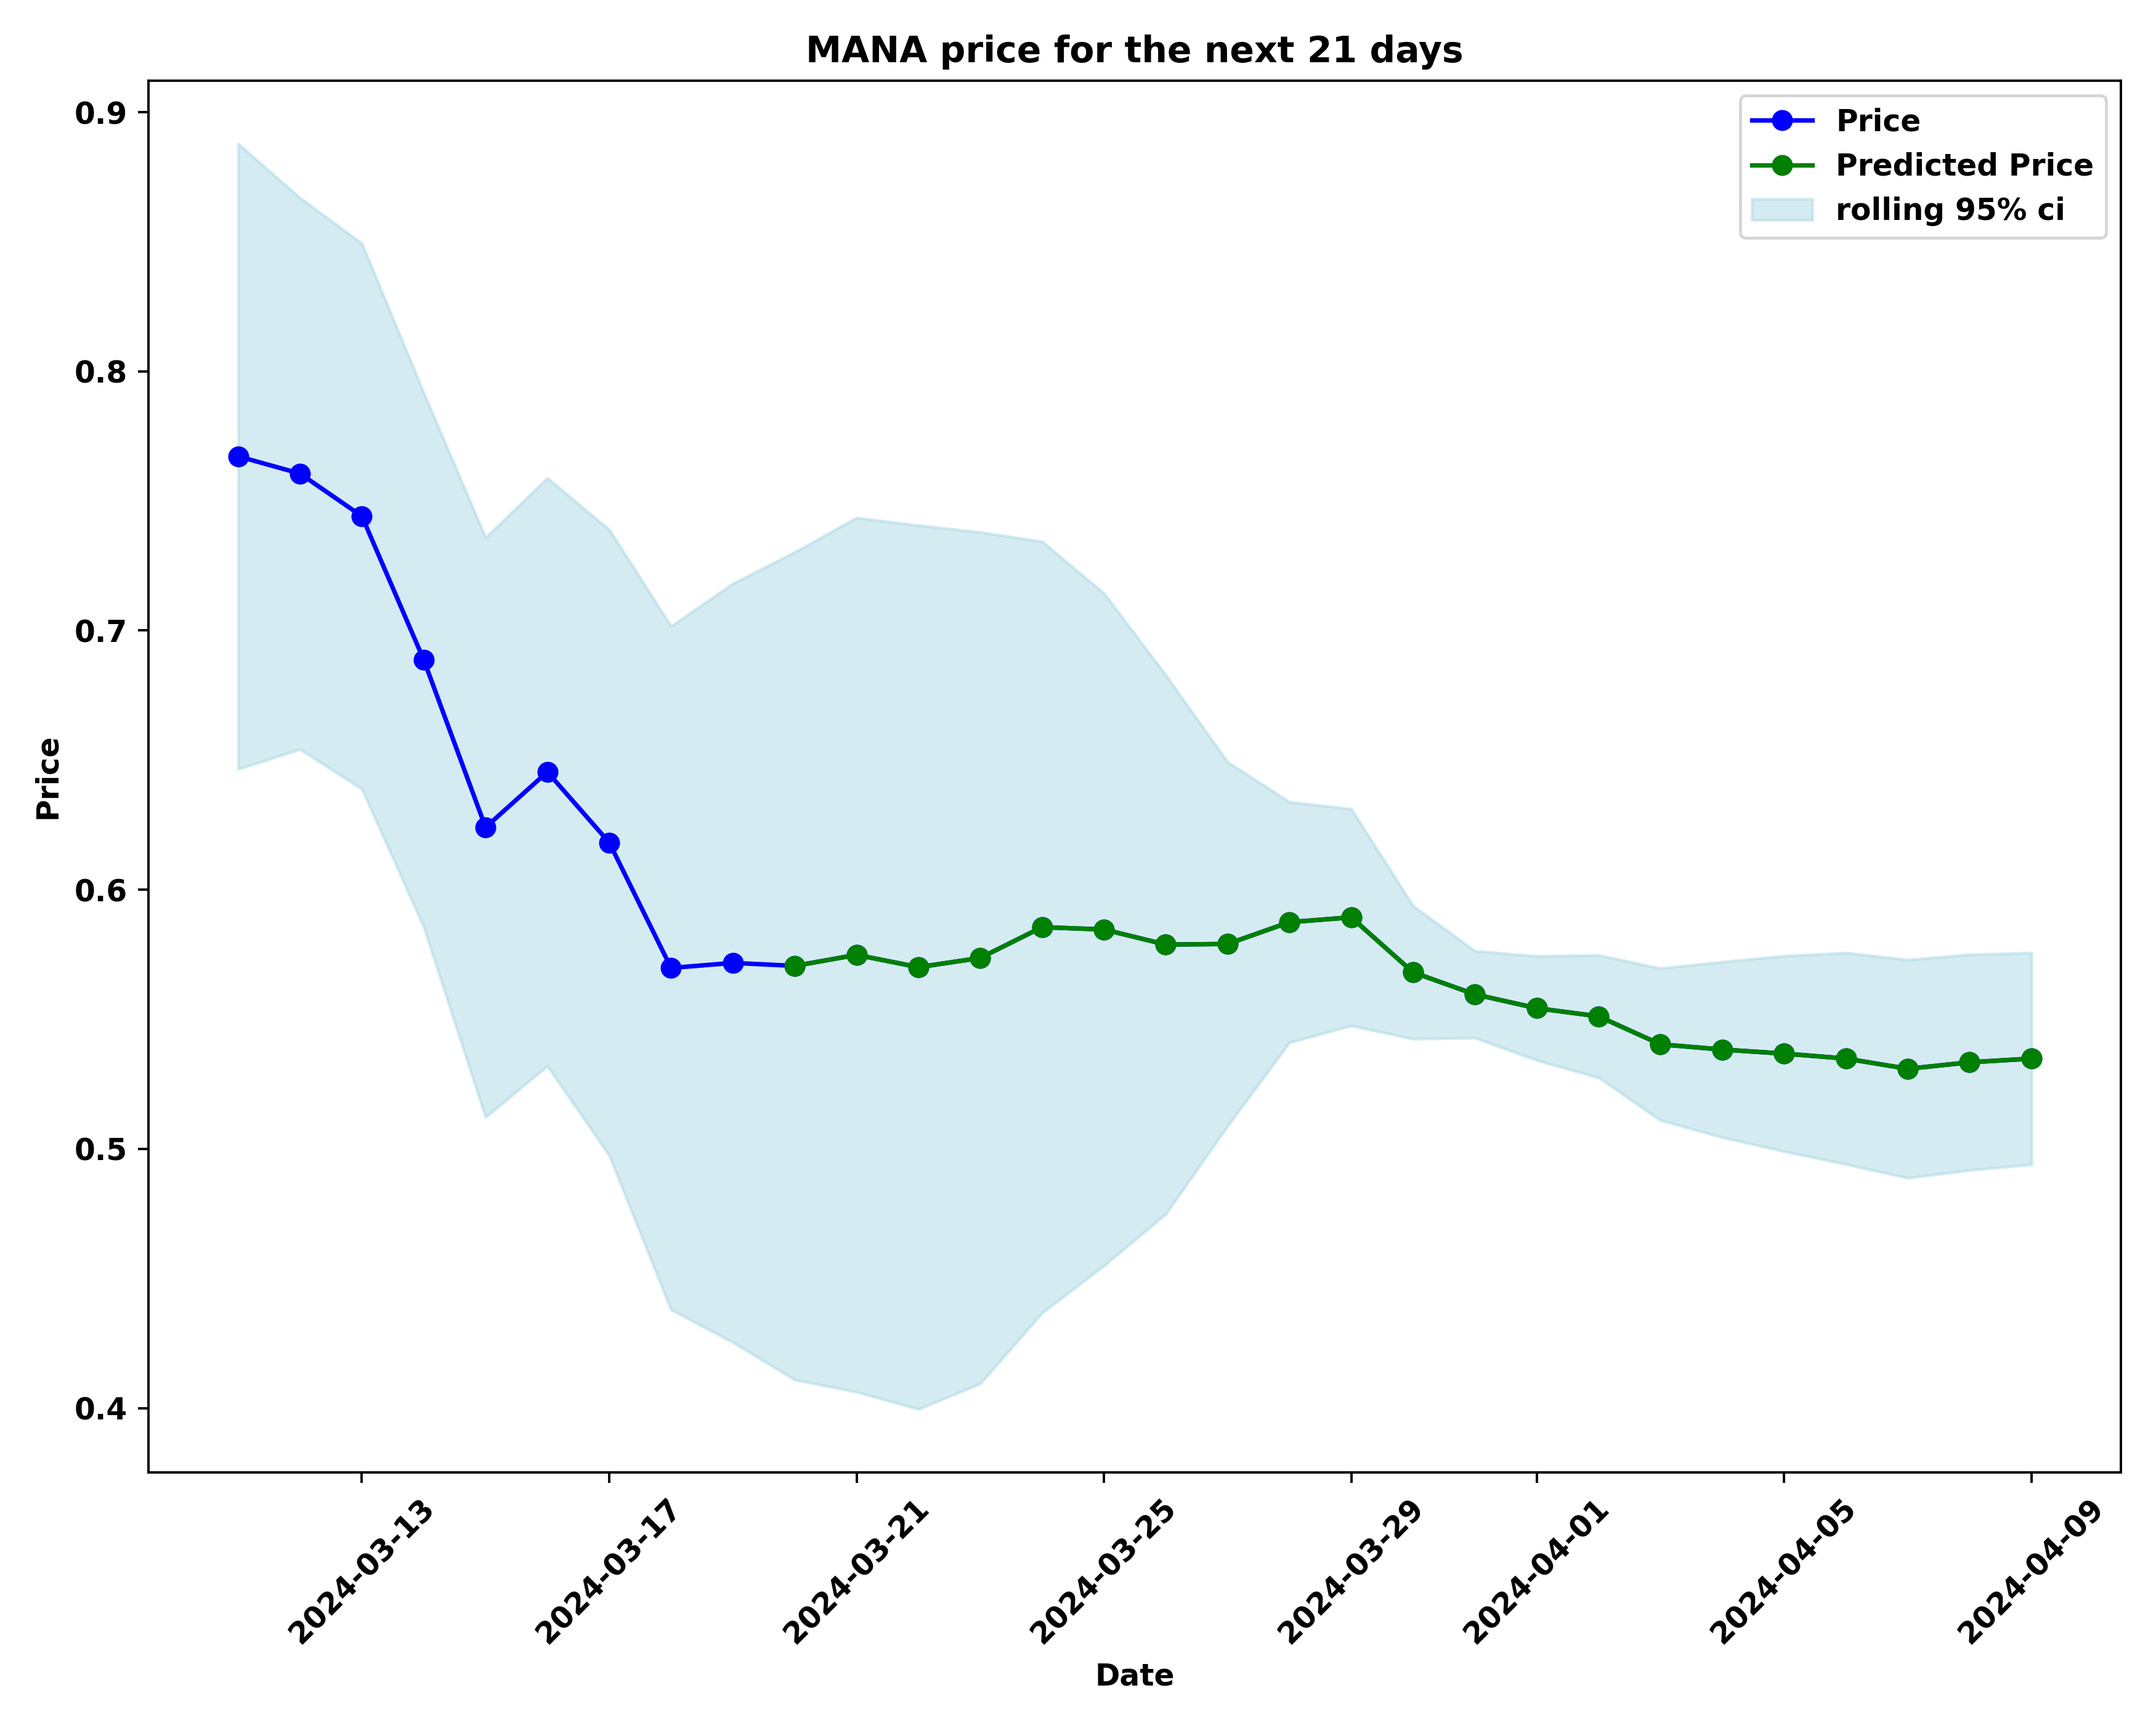 MANA price for the next 21 days
Price
Predicted Price
rolling 95% ci
0.9
0.8
0.7
0.6
0.5
0.4
Price
2024-03-13
2024-03-17
2024-03-21
2024-03-25
2024-03-29
2024-04-01
2024-04-05
2024-04-09
Date